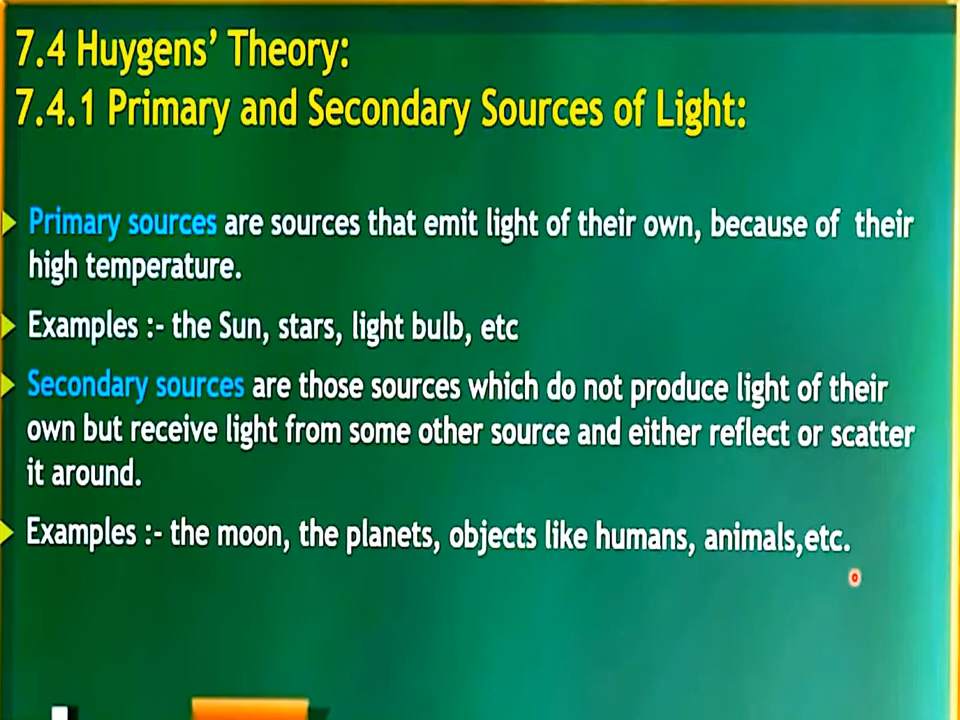 7.4 Huygens’ Theory:
7.4.1 Primary and Secondary Sources of Light:
Primary sources are sources that emit light of their own, because of their
high temperature.
Examples :- the Sun, stars, light bulb, etc
Secondary sources are those sources which do not produce light of their
own but receive light from some other source and either reflect or scatter
it around.
Examples :- the moon, the planets, objects like humans, animals,etc.